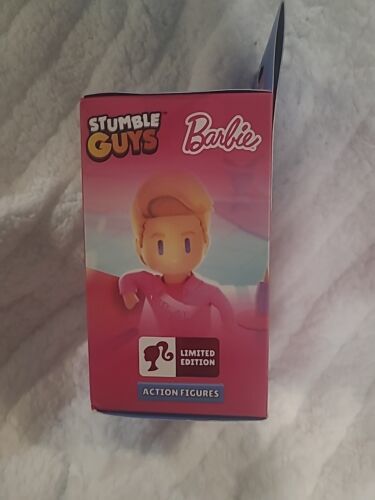 STUMBLE
GUYS
Barbie
LIMITED
EDITION
ACTION FIGURES